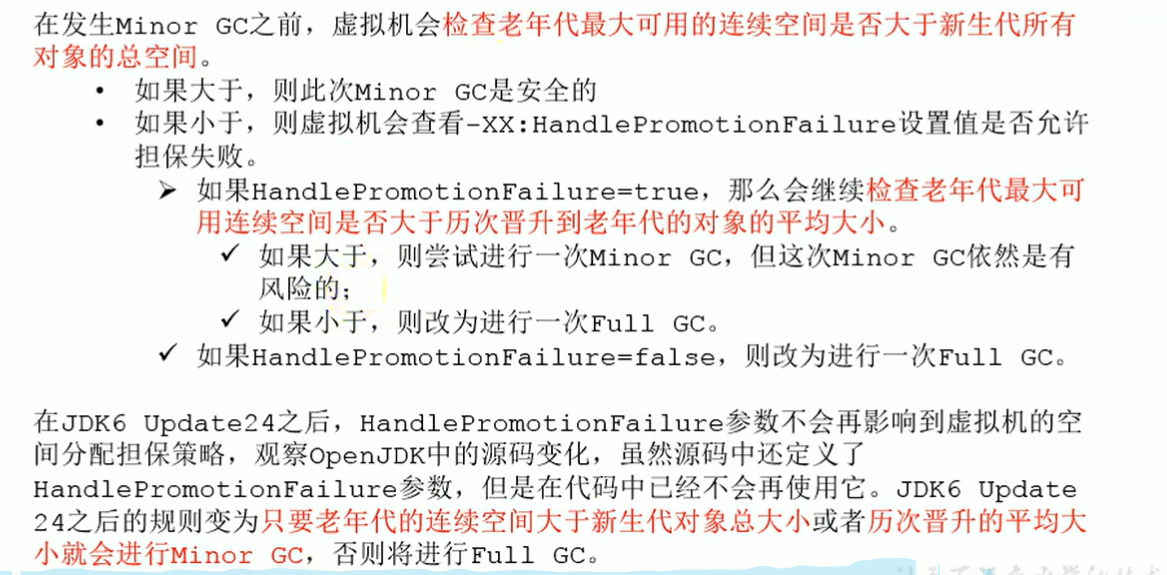 在发生Minor GC之前，虚拟机会检查老年代最大可用的连续空间是否大于新生代所有
对象的总空间。
• 如果大于，则此次Minor GC是安全的
• 如果小于，则虚拟机会查看-XX:HandlePromotionFailure设置值是否允许
担保失败。
➢ 如果HandlePromotionFailure=true，那么会继续检查老年代最大可
用连续空间是否大于历次晋升到老年代的对象的平均大小。
✓ 如果大于，则尝试进行一次Minor GC，但这次Minor GC依然是有
风险的；
✓ 如果小于，则改为进行一次Full GC。
✓ 如果HandlePromotionFailure=false，则改为进行一次Full GC。
在JDK6 Update24之后，HandlePromotionFailure参数不会再影响到虚拟机的空
间分配担保策略，观察OpenJDK中的源码变化，虽然源码中还定义了
HandlePromotionFailure参数，但是在代码中已经不会再使用它。JDK6 Update
24之后的规则变为只要老年代的连续空间大于新生代对象总大小或者历次晋升的平均大
小就会进行Minor GC，否则将进行Full GC。